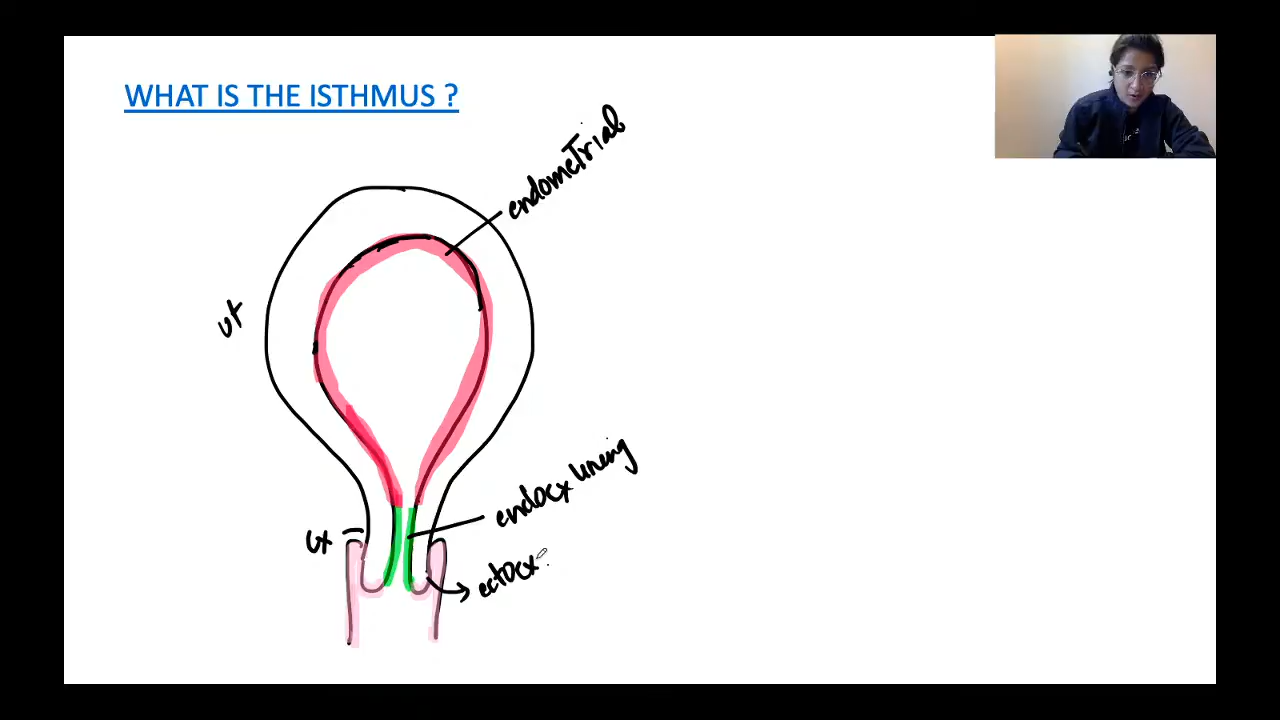 WHAT IS THE ISTHMUS ?
endometrial
ut
endocx lining
cx
ectocx